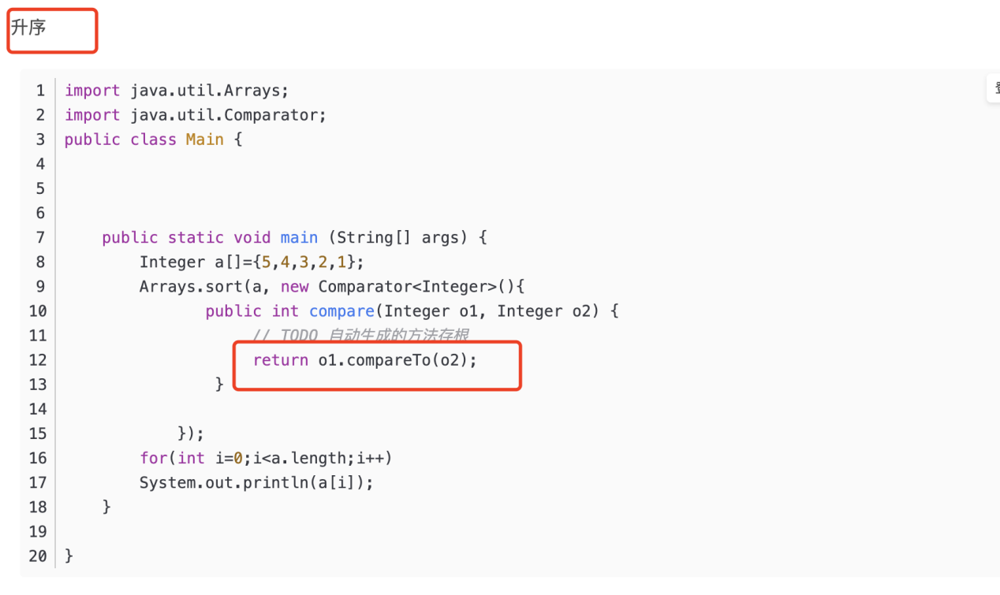 升序
1 import java.util.Arrays;
2 import java.util.Comparator;
3 public class Main {
4
5
6
7 public static void main (String[] args) {
8 Integer a[]={5,4,3,2,1};
9 Arrays.sort(a, new Comparator<Integer>(){
10 public int compare(Integer o1, Integer o2) {
11 // TODO 自动生成的方法存根
12 return o1.compareTo(o2);
13 }
14
15 });
16 for(int i=0;i<a.length;i++)
17 System.out.println(a[i]);
18 }
19
20 }